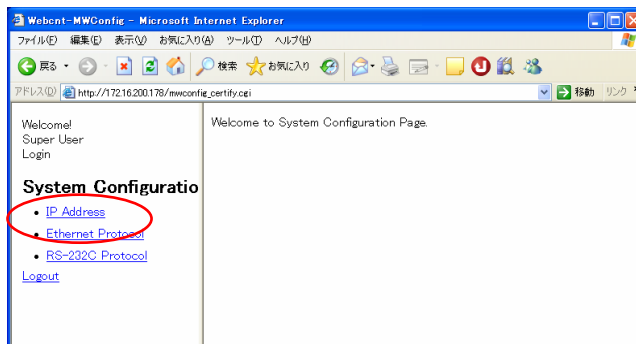 Webcnt-MWConfig - Microsoft Internet Explorer
ファイル(F) 編集(E) 表示(V) お気に入り(A) ツール(T) ヘルプ(H)
戻る 検索 お気に入り
アドレス(D) http://172.16.200.178/mwconfig_certify.cgi 移動 リンク
Welcome!
Super User
Login
System Configuratio
IP Address
Ethernet Protocol
RS-232C Protocol
Logout
Welcome to System Configuration Page.